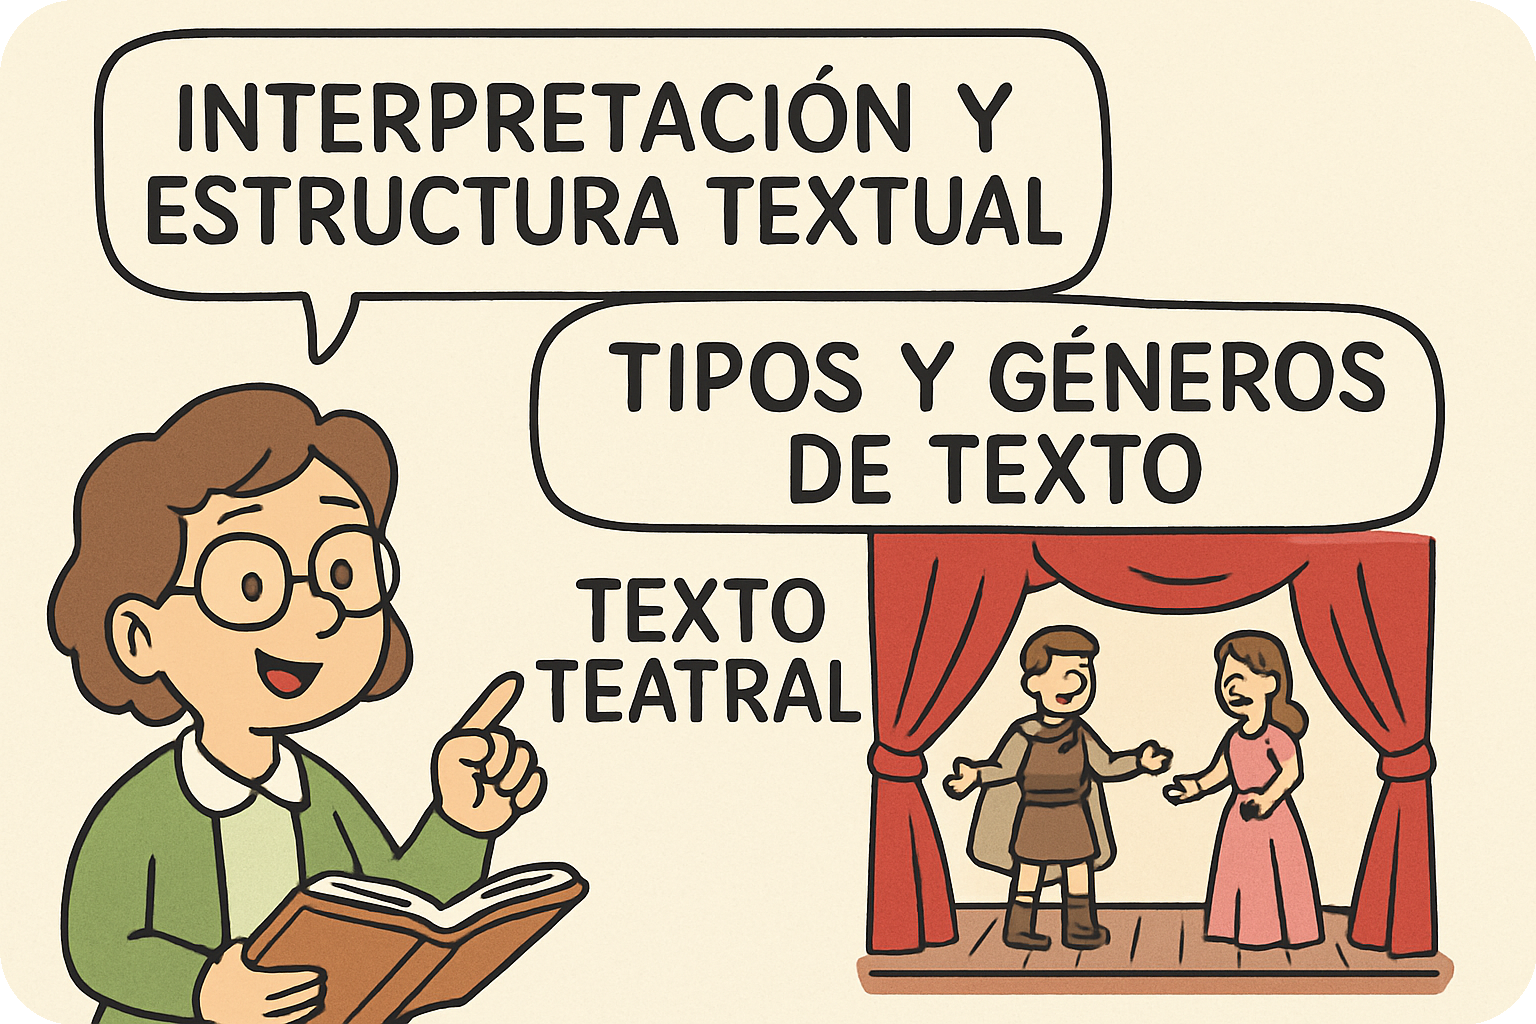 INTERPRETACIÓN Y
ESTRUCTURA TEXTUAL
TIPOS Y GÉNEROS
DE TEXTO
TEXTO
TEATRAL